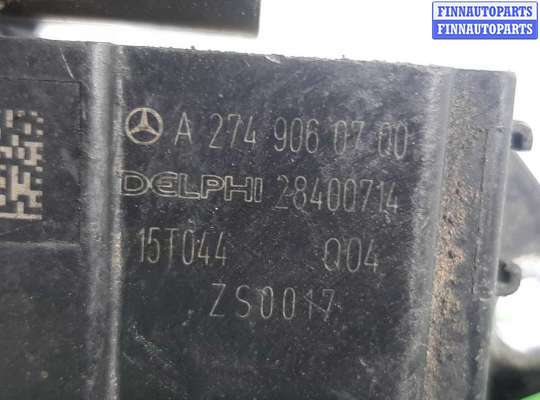 FINNAUTOPARTS
FINNAUTOPARTS
A 274 906 07 00
DELPHI 28400714
15T044 Q04
ZS0017